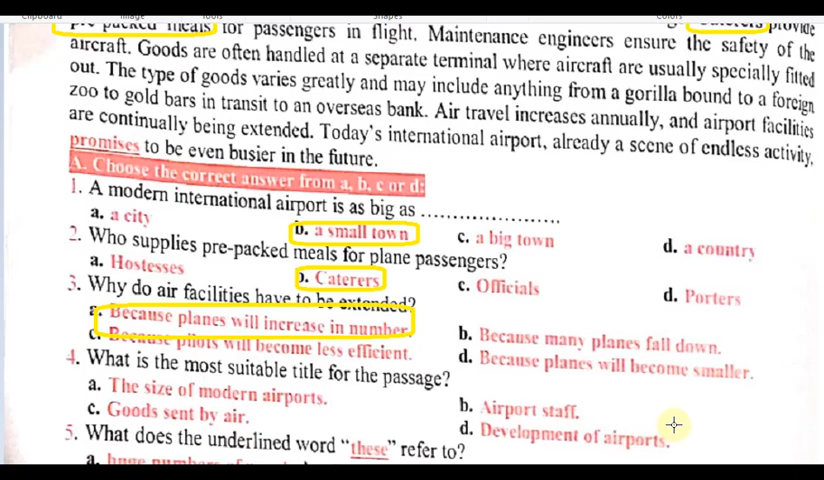 Clipboard Image Tools Shapes Colors
pre-packed meals for passengers in flight. Maintenance engineers ensure the safety of the
Caterers provide
aircraft. Goods are often handled at a separate terminal where aircraft are usually specially fitted
out. The type of goods varies greatly and may include anything from a gorilla bound to a foreign
zoo to gold bars in transit to an overseas bank. Air travel increases annually, and airport facilities
are continually being extended. Today's international airport, already a scene of endless activity,
promises to be even busier in the future.
A. Choose the correct answer from a, b, c or d:
1. A modern international airport is as big as ......................
a. a city b. a small town c. a big town d. a country
2. Who supplies pre-packed meals for plane passengers?
a. Hostesses b. Caterers c. Officials d. Porters
3. Why do air facilities have to be extended?
a. Because planes will increase in number. b. Because many planes fall down.
c. Because pilots will become less efficient. d. Because planes will become smaller.
4. What is the most suitable title for the passage?
a. The size of modern airports. b. Airport staff.
c. Goods sent by air. d. Development of airports.
5. What does the underlined word "these" refer to?
a. huge numbers of